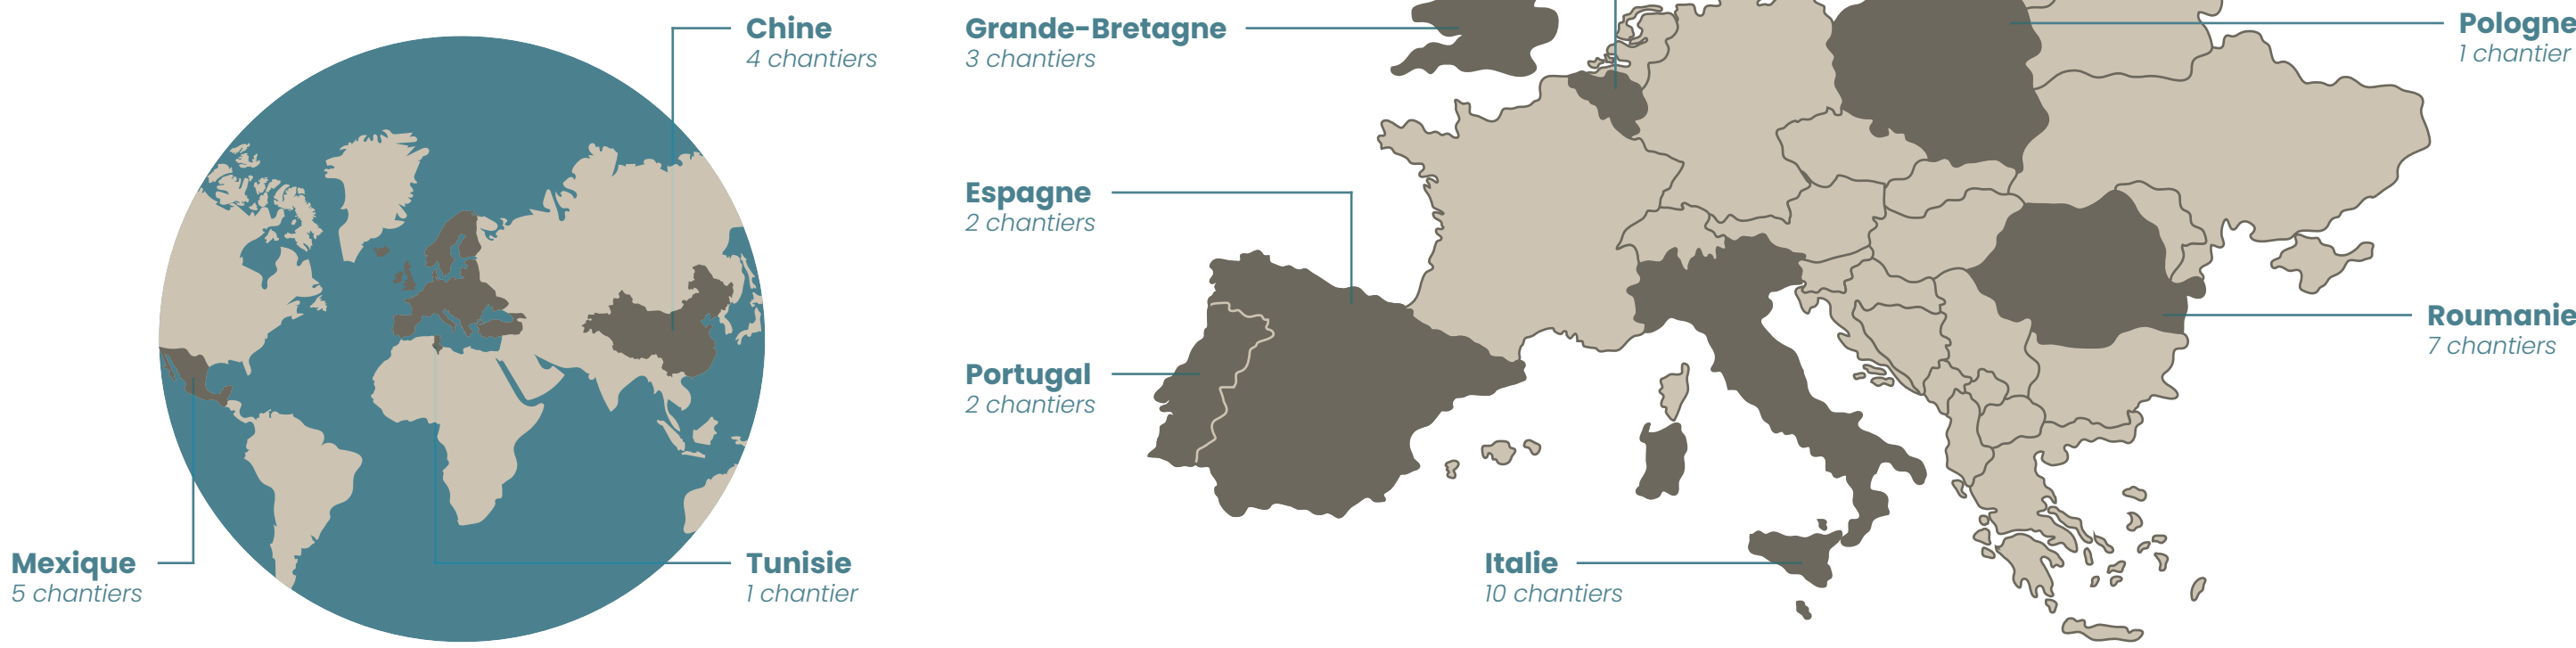 Chine
4 chantiers
Mexique
5 chantiers
Tunisie
1 chantier
Grande-Bretagne
3 chantiers
Espagne
2 chantiers
Portugal
2 chantiers
Italie
10 chantiers
Pologne
1 chantier
Roumanie
7 chantiers